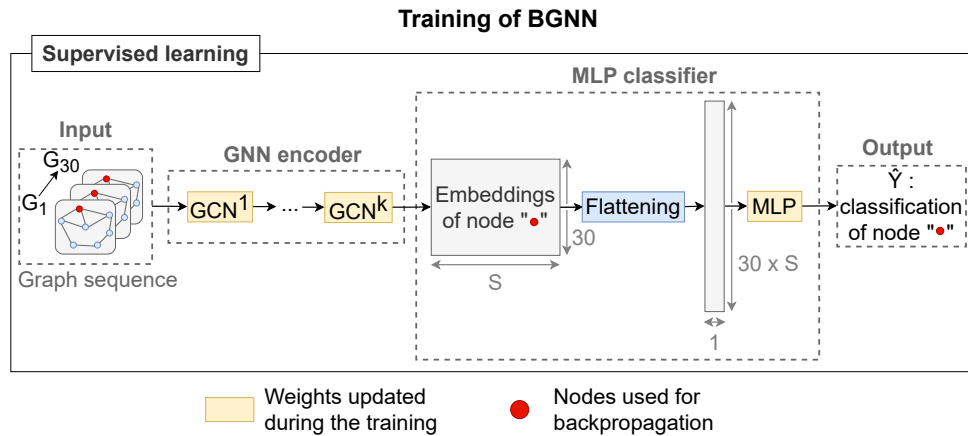 Training of BGNN
Supervised learning
Input
G1
G30
Graph sequence
GNN encoder
GCN1
...
GCNk
MLP classifier
Embeddings
of node "●"
30
S
Flattening
30 x S
1
MLP
Output
Ŷ :
classification
of node "●"
Weights updated
during the training
Nodes used for
backpropagation